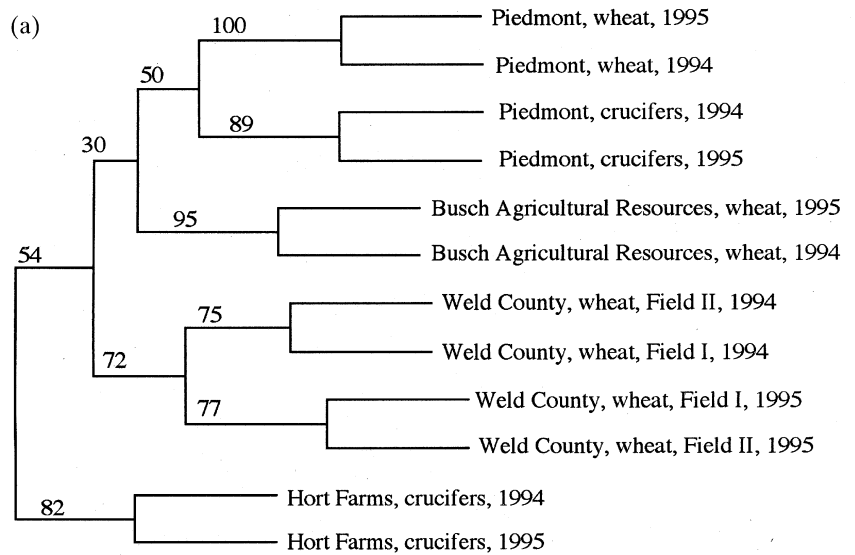 (a)
100
Piedmont, wheat, 1995
Piedmont, wheat, 1994
50
89
Piedmont, crucifers, 1994
Piedmont, crucifers, 1995
30
95
Busch Agricultural Resources, wheat, 1995
Busch Agricultural Resources, wheat, 1994
54
75
Weld County, wheat, Field II, 1994
Weld County, wheat, Field I, 1994
72
77
Weld County, wheat, Field I, 1995
Weld County, wheat, Field II, 1995
82
Hort Farms, crucifers, 1994
Hort Farms, crucifers, 1995